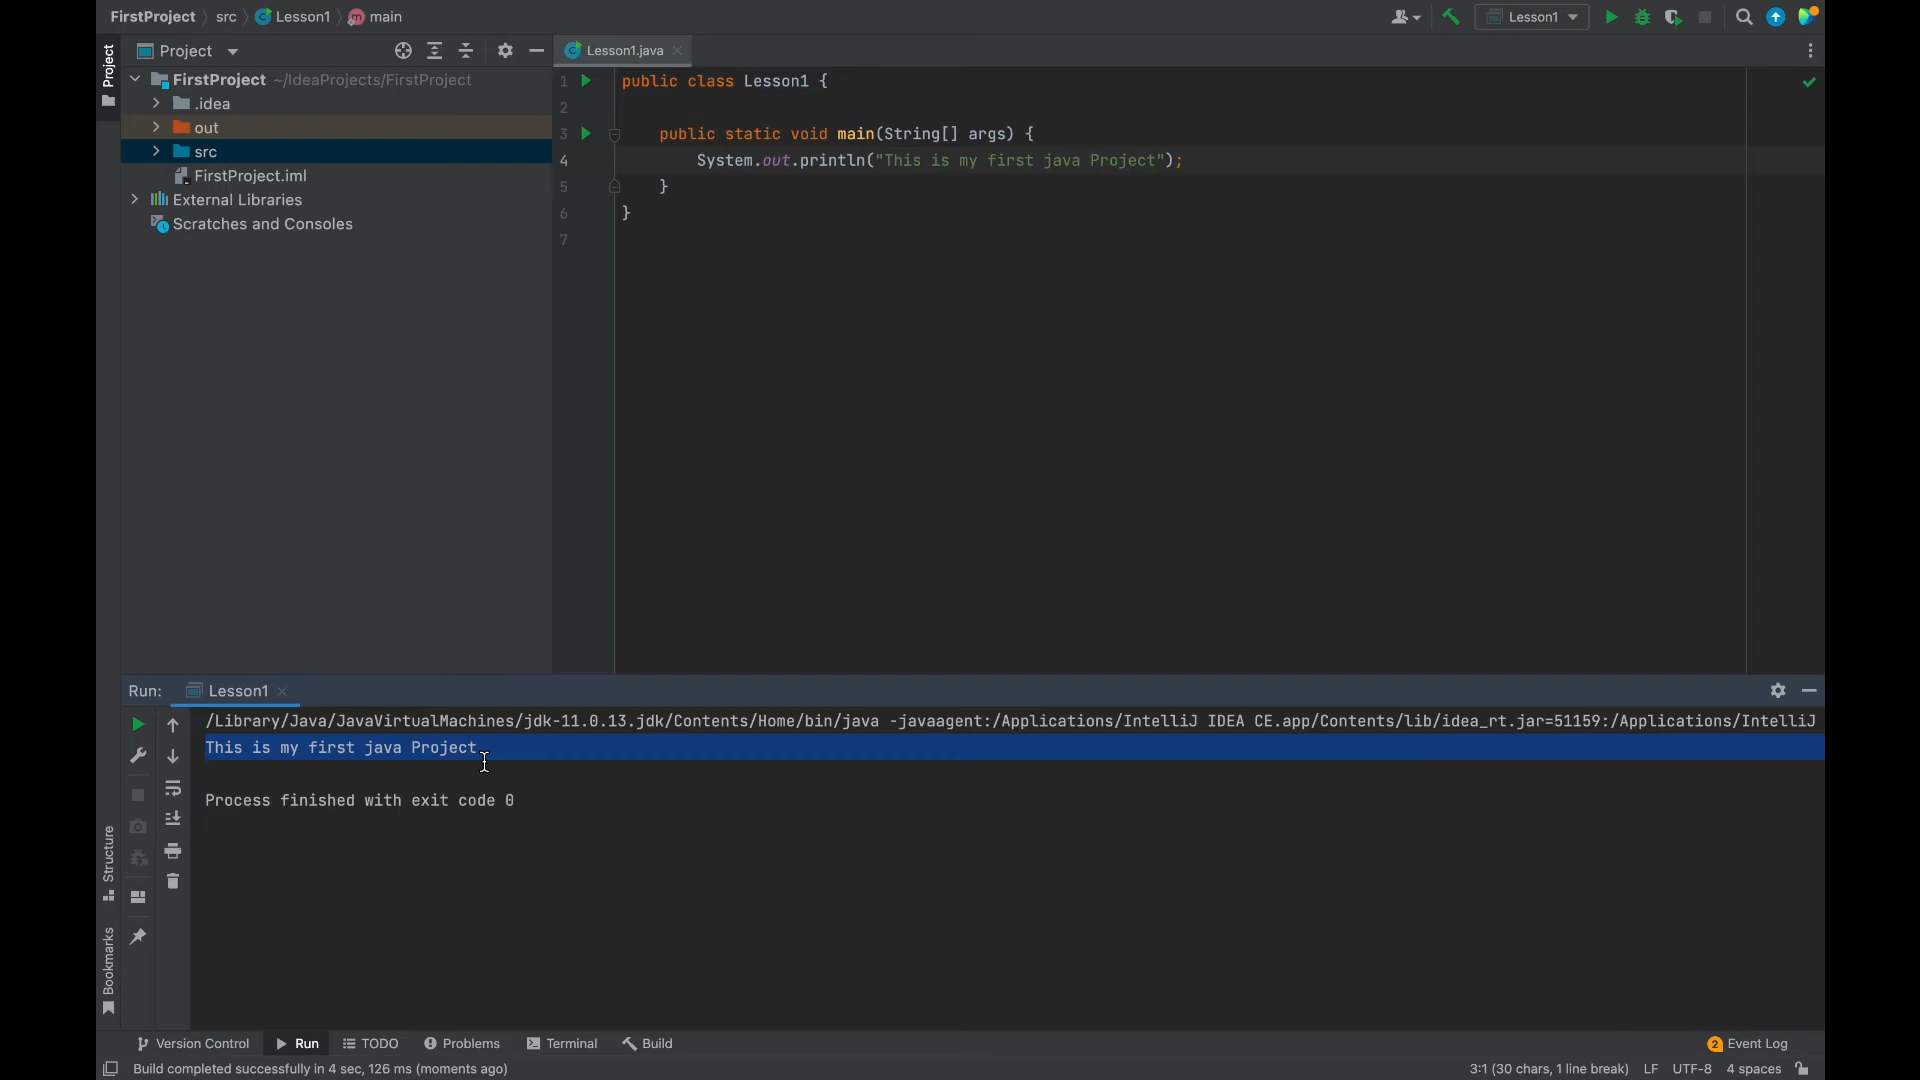 FirstProject src Lesson1 main
Lesson1
Project
Project
Lesson1.java
FirstProject ~/IdeaProjects/FirstProject
.idea
out
src
FirstProject.iml
External Libraries
Scratches and Consoles
1 public class Lesson1 {
2
3 public static void main(String[] args) {
4 System.out.println("This is my first java Project");
5 }
6 }
7
Run: Lesson1
/Library/Java/JavaVirtualMachines/jdk-11.0.13.jdk/Contents/Home/bin/java -javaagent:/Applications/IntelliJ IDEA CE.app/Contents/lib/idea_rt.jar=51159:/Applications/IntelliJ
This is my first java Project
Process finished with exit code 0
Structure
Bookmarks
Version Control Run TODO Problems Terminal Build 2 Event Log
Build completed successfully in 4 sec, 126 ms (moments ago) 3:1 (30 chars, 1 line break) LF UTF-8 4 spaces